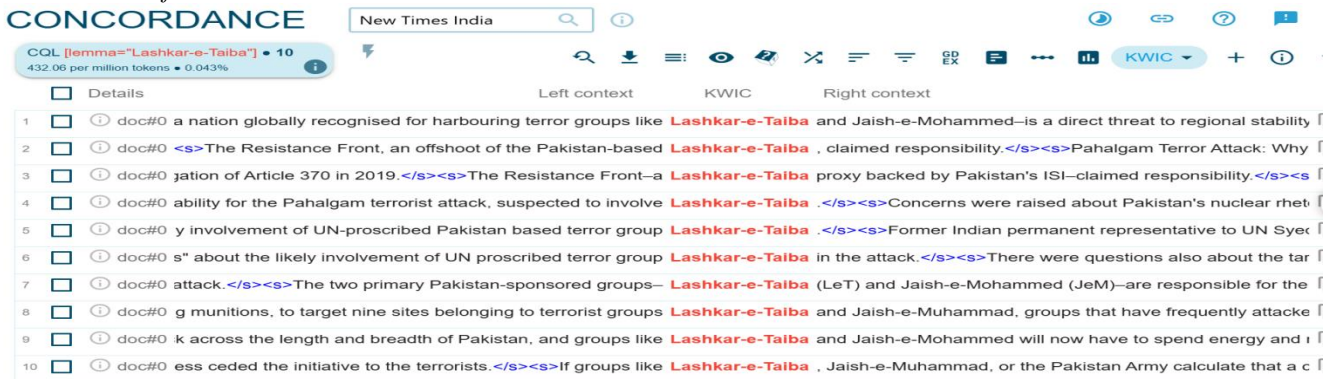 CONCORDANCE New Times India
CQL [lemma="Lashkar-e-Taiba"] • 10
432.06 per million tokens • 0.043%
GD
EX
KWIC
Details Left context KWIC Right context
1 doc#0 a nation globally recognised for harbouring terror groups like Lashkar-e-Taiba and Jaish-e-Mohammed–is a direct threat to regional stability
2 doc#0 <s>The Resistance Front, an offshoot of the Pakistan-based Lashkar-e-Taiba , claimed responsibility.</s><s>Pahalgam Terror Attack: Why
3 doc#0 gation of Article 370 in 2019.</s><s>The Resistance Front–a Lashkar-e-Taiba proxy backed by Pakistan's ISI–claimed responsibility.</s><s
4 doc#0 ability for the Pahalgam terrorist attack, suspected to involve Lashkar-e-Taiba .</s><s>Concerns were raised about Pakistan's nuclear rhet
5 doc#0 y involvement of UN-proscribed Pakistan based terror group Lashkar-e-Taiba .</s><s>Former Indian permanent representative to UN Syec
6 doc#0 s" about the likely involvement of UN proscribed terror group Lashkar-e-Taiba in the attack.</s><s>There were questions also about the tar
7 doc#0 attack.</s><s>The two primary Pakistan-sponsored groups– Lashkar-e-Taiba (LeT) and Jaish-e-Mohammed (JeM)–are responsible for the
8 doc#0 g munitions, to target nine sites belonging to terrorist groups Lashkar-e-Taiba and Jaish-e-Muhammad, groups that have frequently attacke
9 doc#0 k across the length and breadth of Pakistan, and groups like Lashkar-e-Taiba and Jaish-e-Mohammed will now have to spend energy and
10 doc#0 ess ceded the initiative to the terrorists.</s><s>If groups like Lashkar-e-Taiba , Jaish-e-Muhammad, or the Pakistan Army calculate that a c